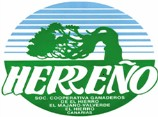 HERREÑO
SOC. COOPERATIVA GANADEROS
DE EL HIERRO
EL MAJANO-VALVERDE
EL HIERRO
CANARIAS